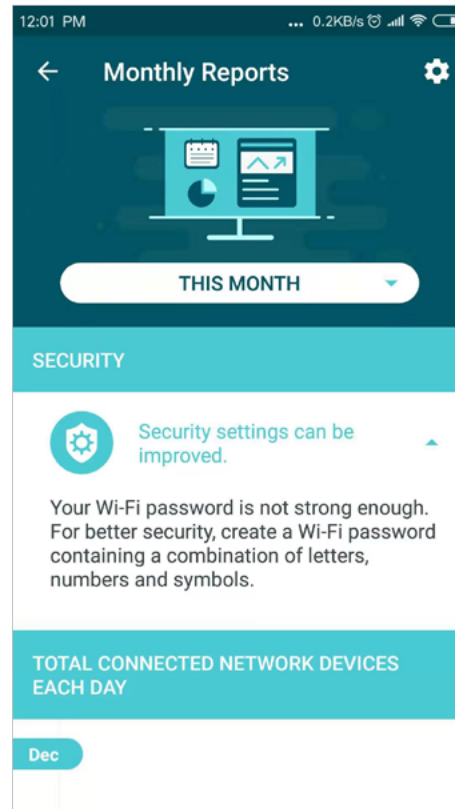 12:01 PM ... 0.2KB/s
Monthly Reports
THIS MONTH
SECURITY
Security settings can be
improved.
Your Wi-Fi password is not strong enough.
For better security, create a Wi-Fi password
containing a combination of letters,
numbers and symbols.
TOTAL CONNECTED NETWORK DEVICES
EACH DAY
Dec